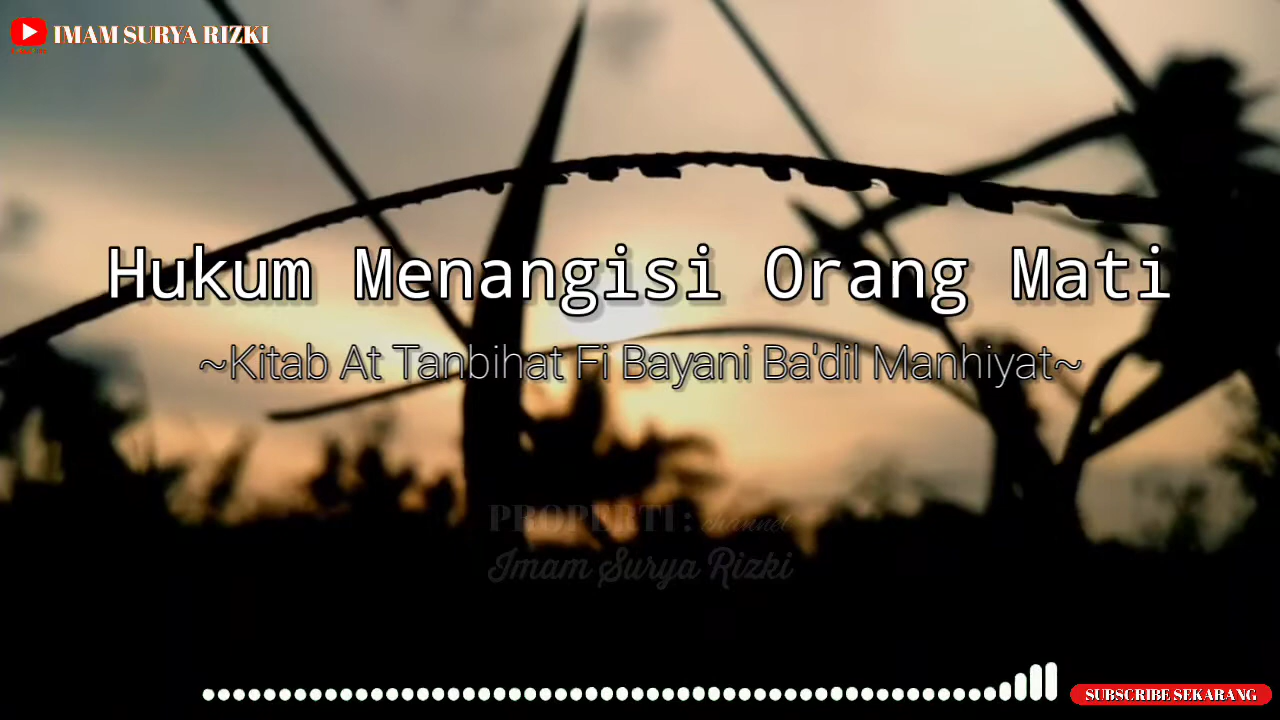 IMAM SURYA RIZKI
Hukum Menangisi Orang Mati
~Kitab At Tanbihat Fi Bayani Ba'dil Manhiyat~
PROPERTI : channel
Imam Surya Rizki
SUBSCRIBE SEKARANG